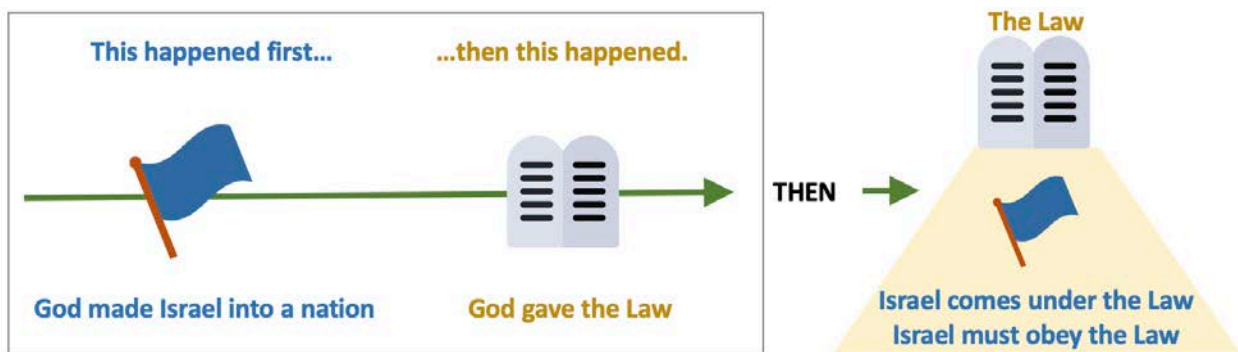 This happened first…
…then this happened.
God made Israel into a nation
God gave the Law
THEN
The Law
Israel comes under the Law
Israel must obey the Law